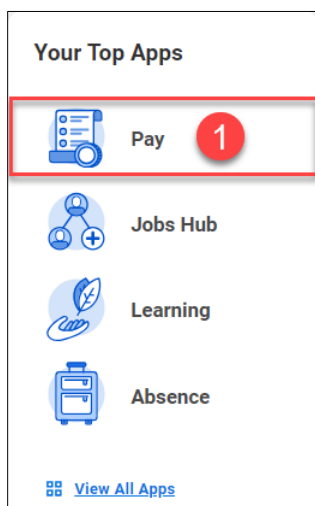 Your Top Apps
Pay 1
Jobs Hub
Learning
Absence
View All Apps